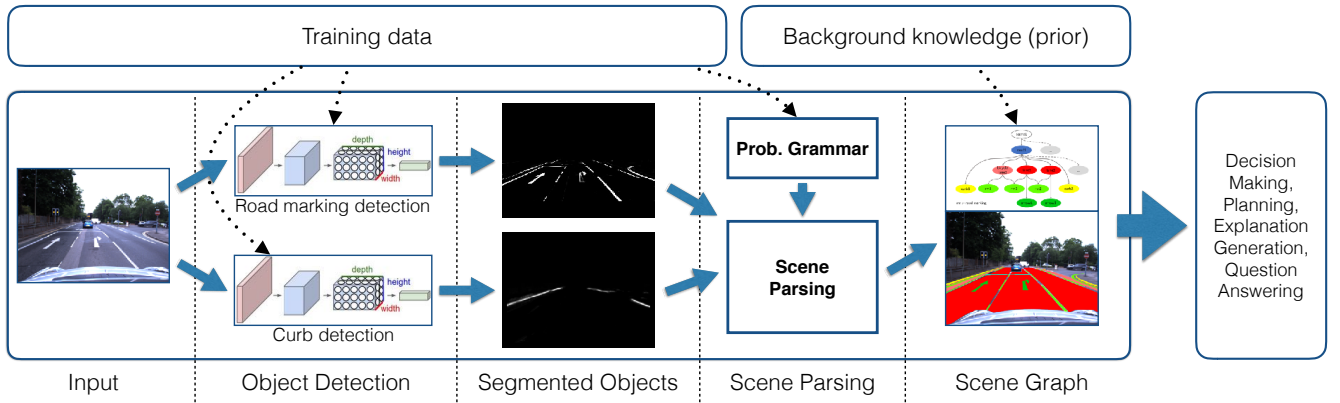 Training data
Background knowledge (prior)
depth
height
width
Road marking detection
depth
height
width
Curb detection
Prob. Grammar
Scene
Parsing
Decision
Making,
Planning,
Explanation
Generation,
Question
Answering
Input
Object Detection
Segmented Objects
Scene Parsing
Scene Graph